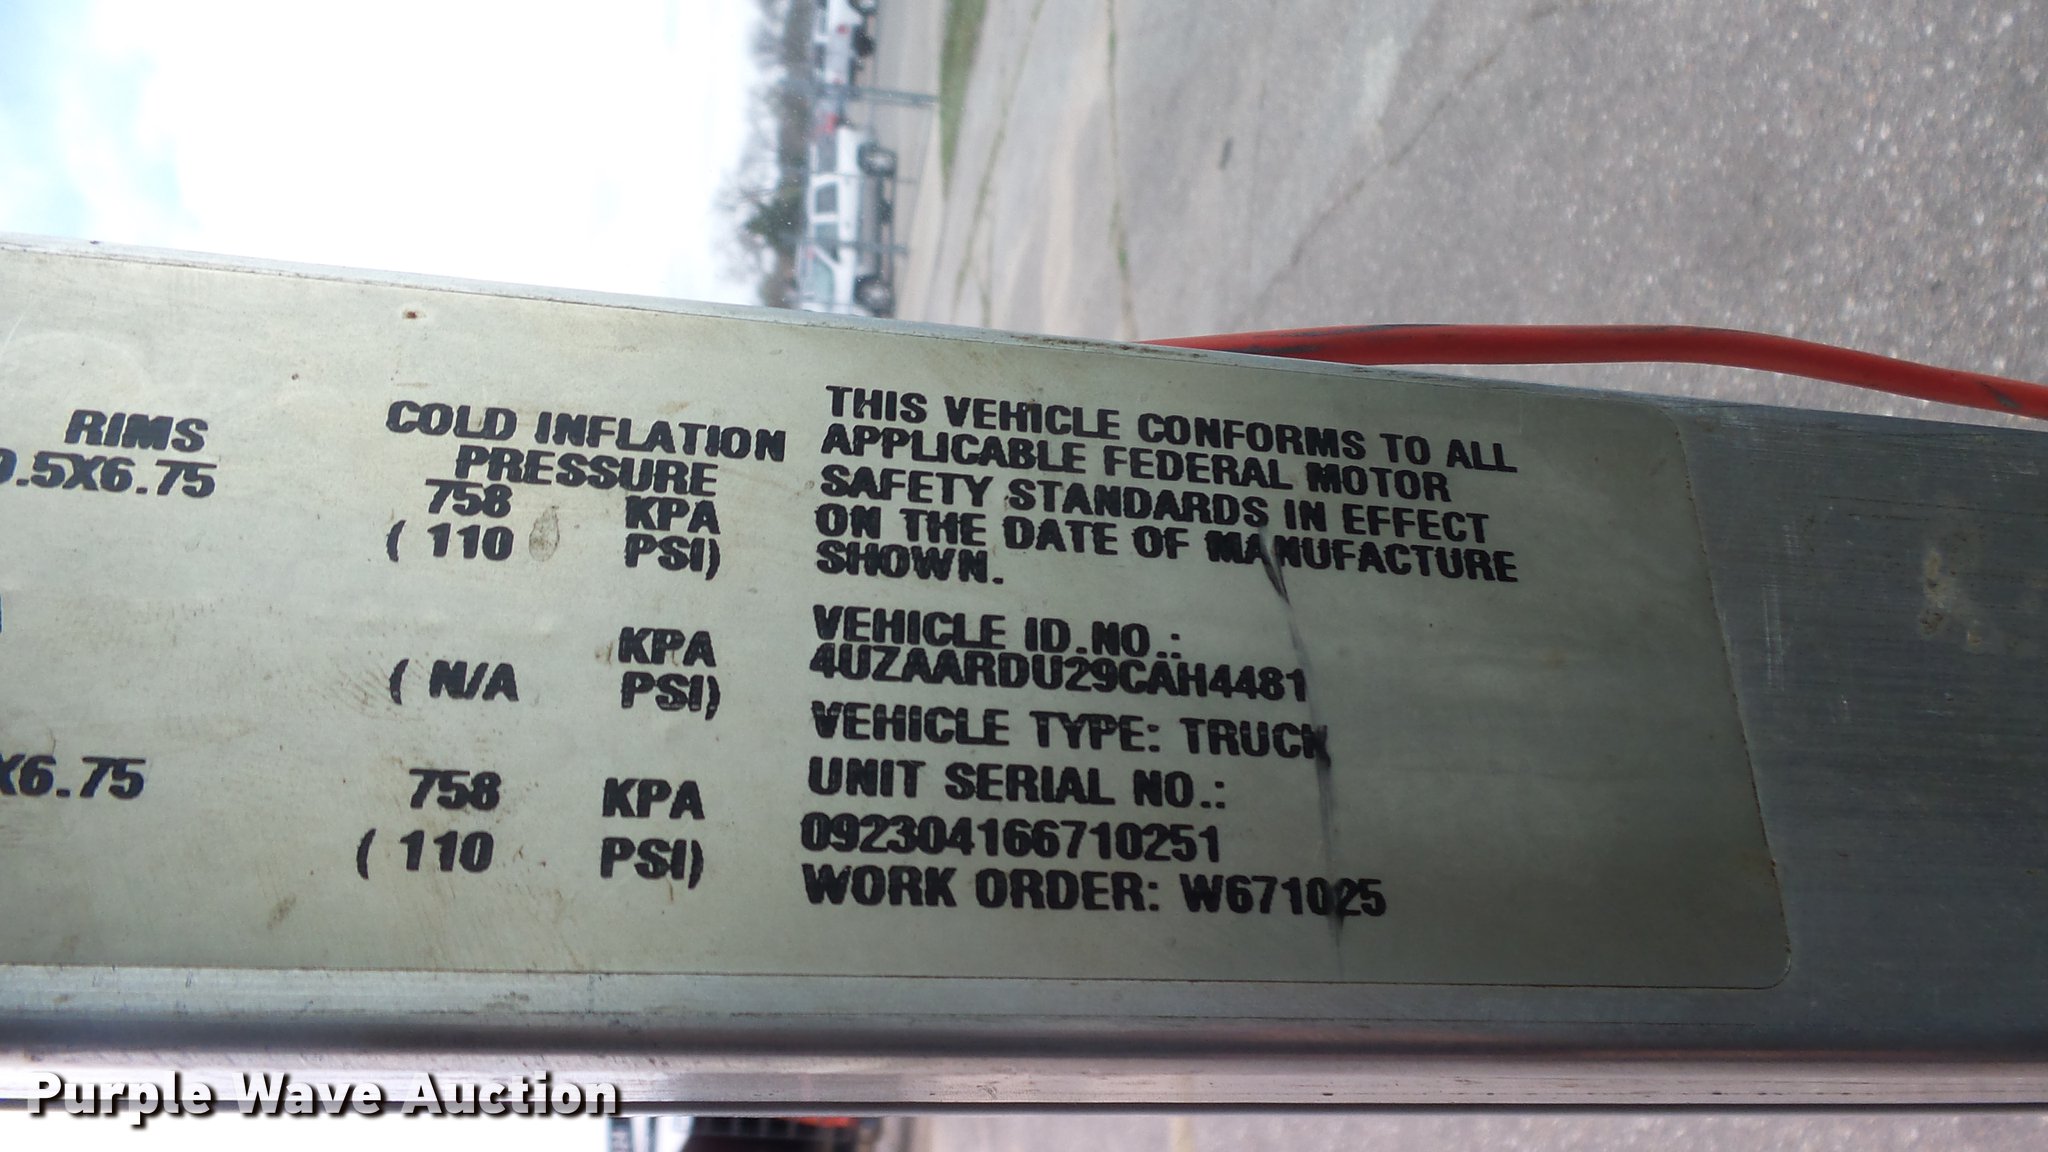 RIMS
.5X6.75
X6.75
COLD INFLATION
PRESSURE
758 KPA
( 110 PSI)
KPA
( N/A PSI)
758 KPA
( 110 PSI)
THIS VEHICLE CONFORMS TO ALL
APPLICABLE FEDERAL MOTOR
SAFETY STANDARDS IN EFFECT
ON THE DATE OF MANUFACTURE
SHOWN.
VEHICLE ID.NO.:
4UZAARDU29CAH4481
VEHICLE TYPE: TRUCK
UNIT SERIAL NO.:
092304166710251
WORK ORDER: W671025
Purple Wave Auction